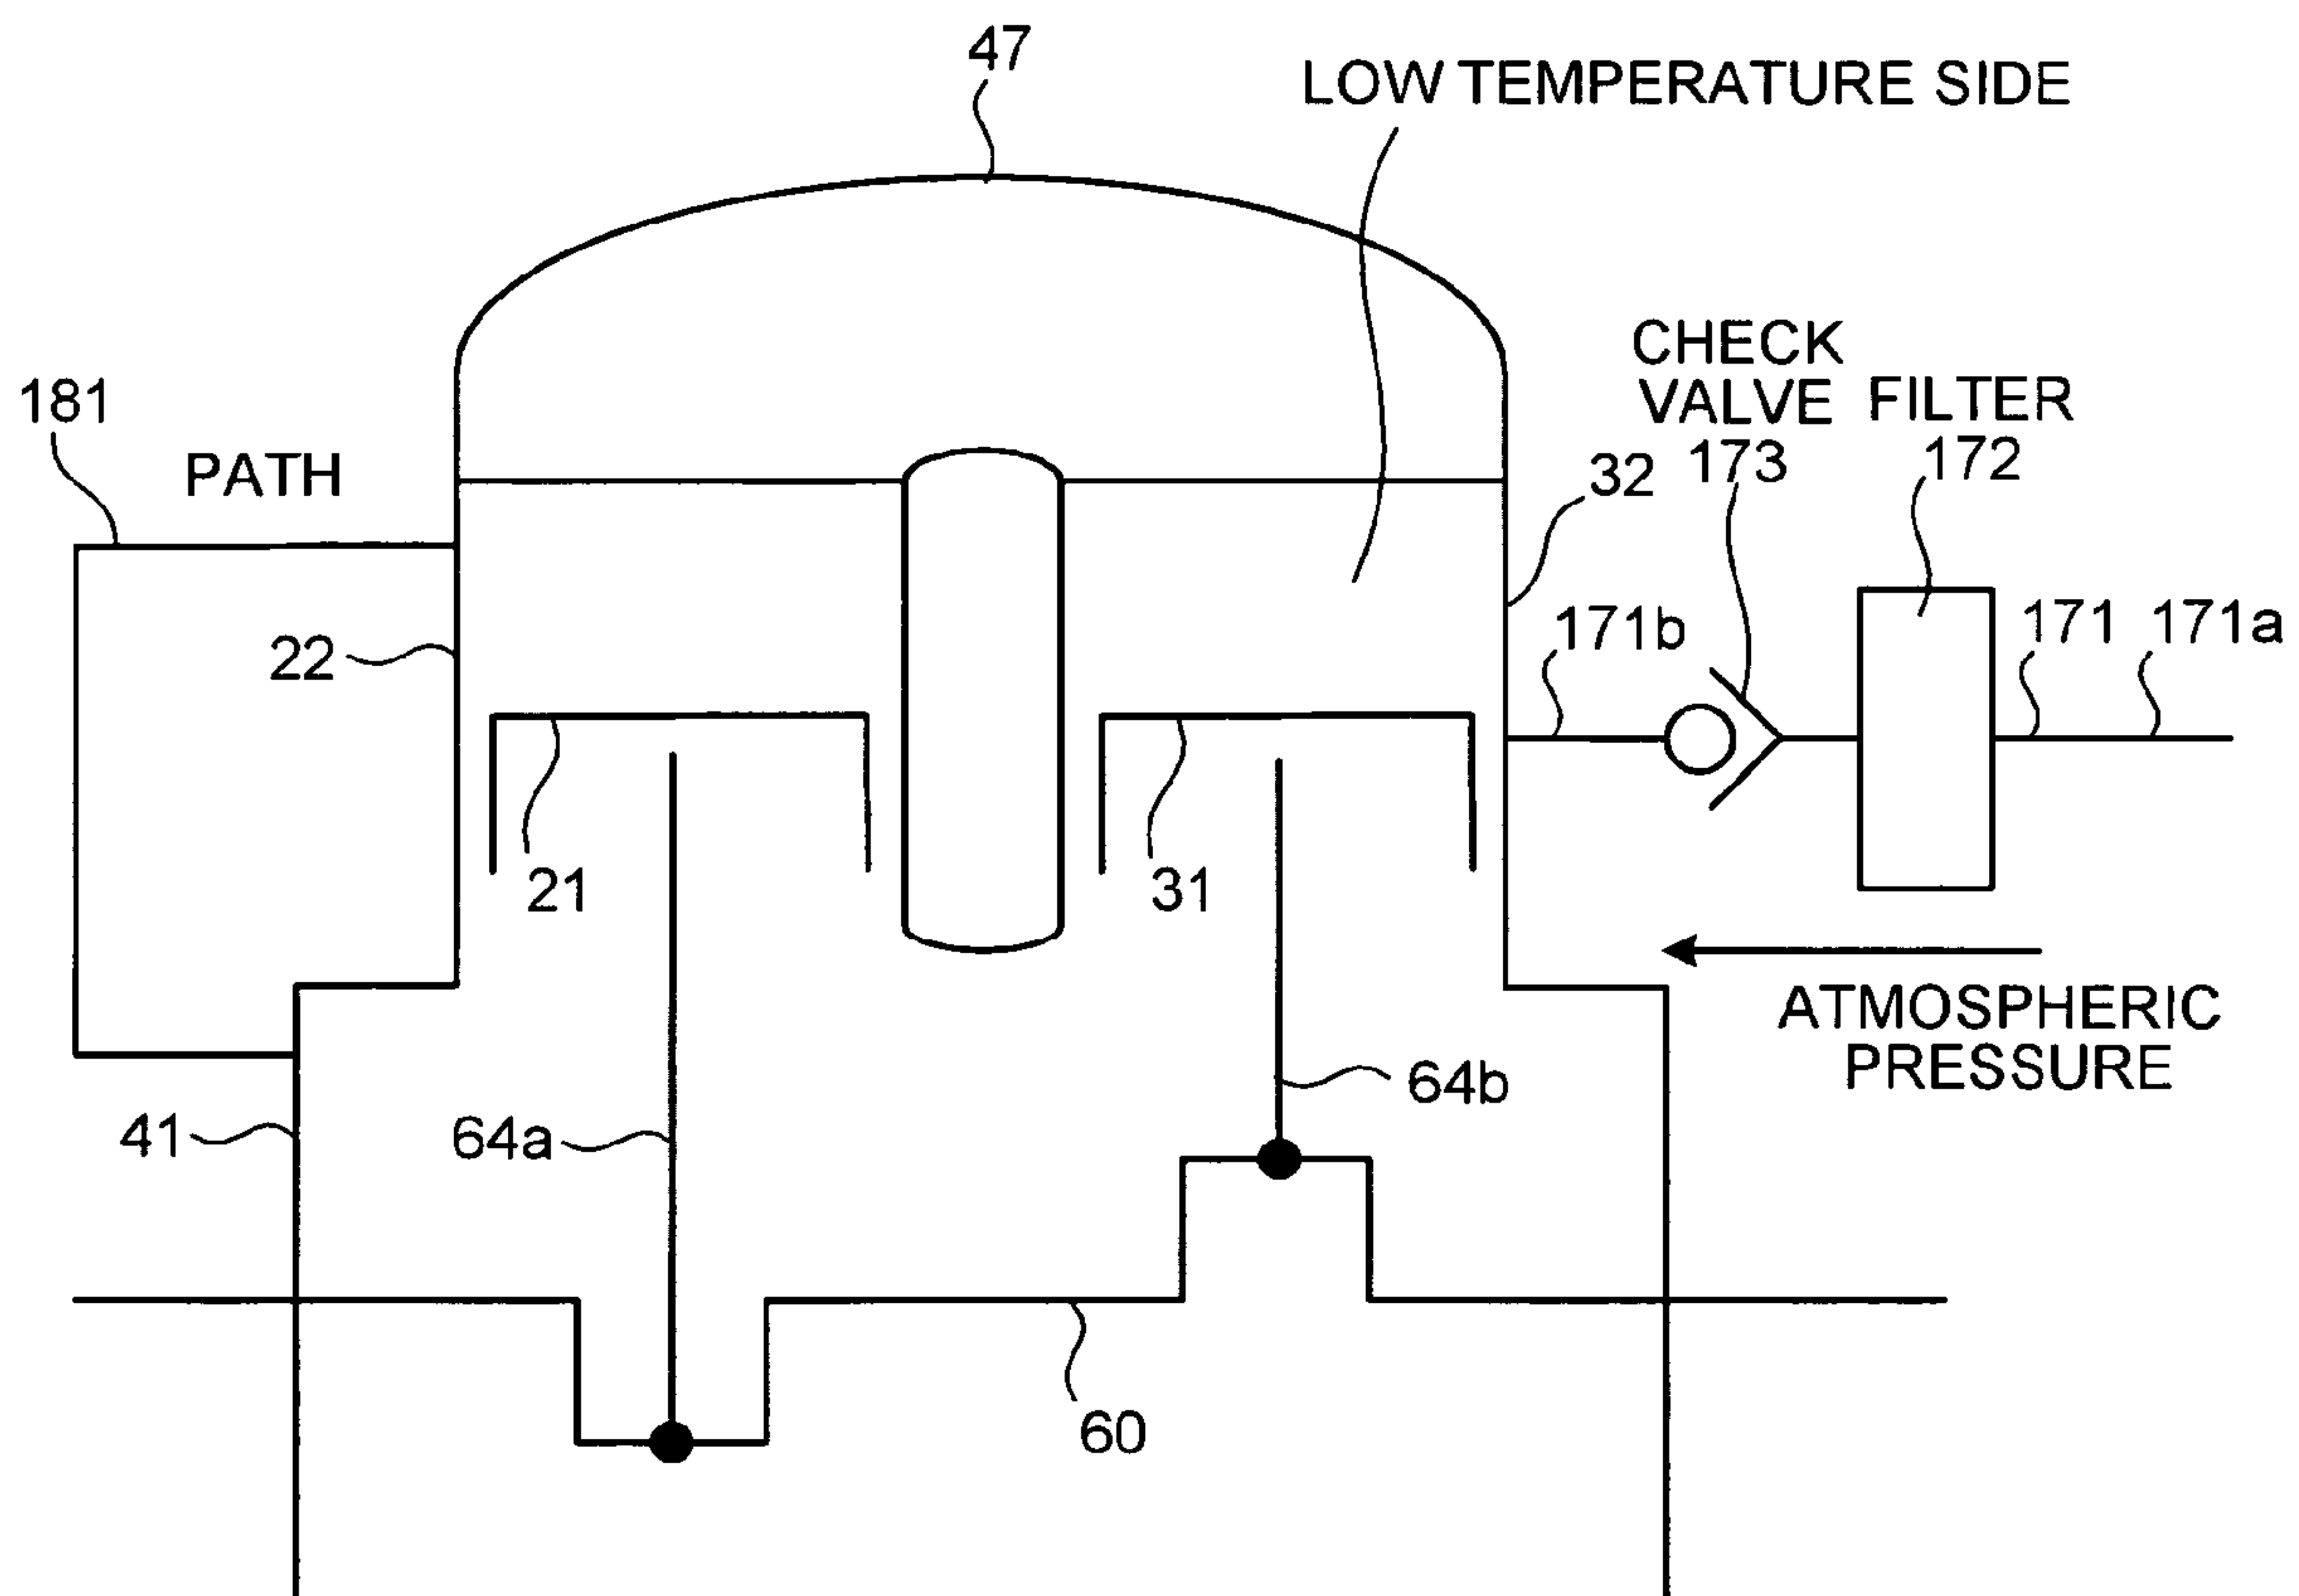 47
LOW TEMPERATURE SIDE
CHECK
VALVE
173
FILTER
172
181
PATH
32
22
171b
171
171a
21
31
ATMOSPHERIC
PRESSURE
64b
41
64a
60